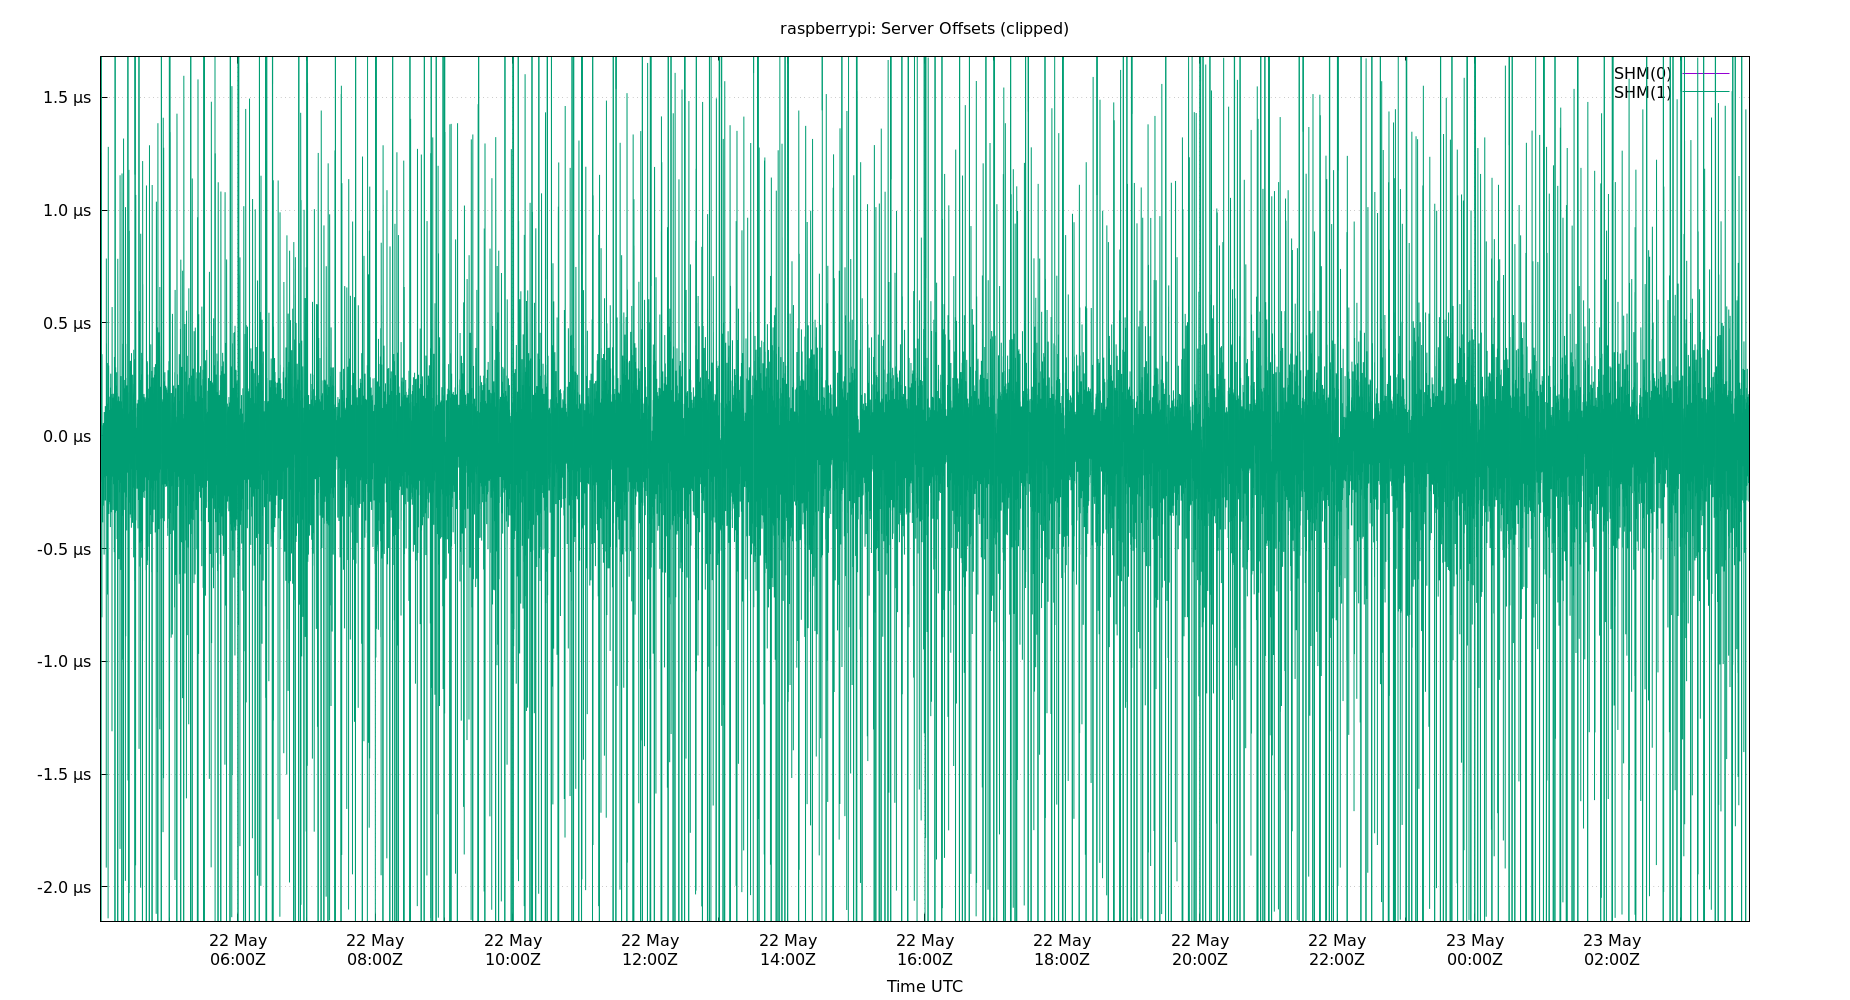 raspberrypi: Server Offsets (clipped)
SHM(0)
SHM(1)
1.5 µs
1.0 µs
0.5 µs
0.0 µs
-0.5 µs
-1.0 µs
-1.5 µs
-2.0 µs
22 May 22 May 22 May 22 May 22 May 22 May 22 May 22 May 22 May 23 May 23 May
06:00Z 08:00Z 10:00Z 12:00Z 14:00Z 16:00Z 18:00Z 20:00Z 22:00Z 00:00Z 02:00Z
Time UTC